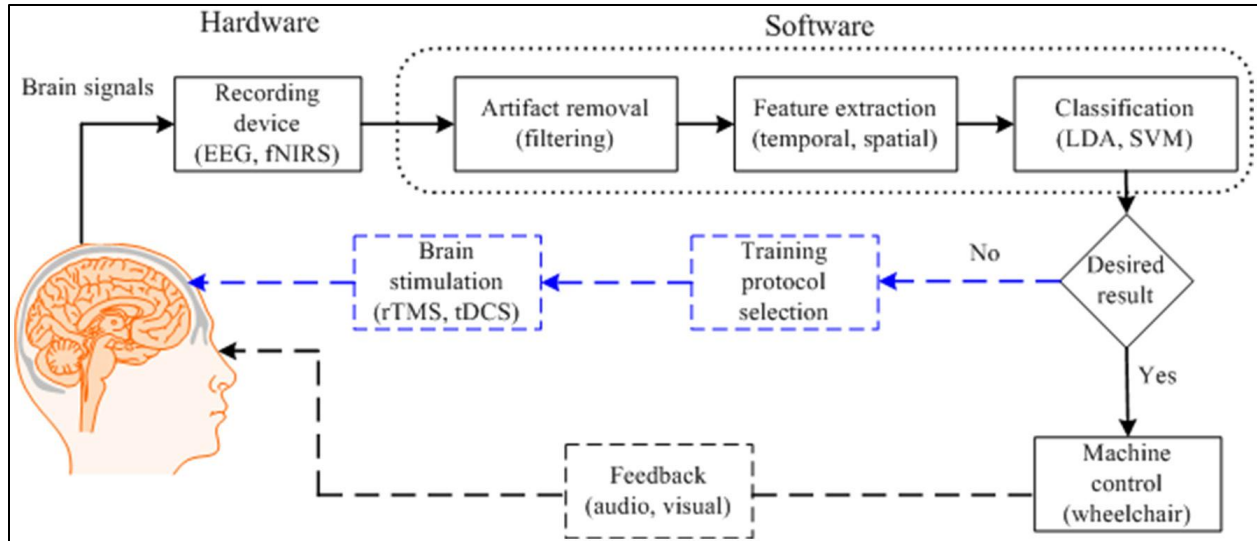 Hardware
Software
Brain signals
Recording
device
(EEG, fNIRS)
Artifact removal
(filtering)
Feature extraction
(temporal, spatial)
Classification
(LDA, SVM)
Brain
stimulation
(rTMS, tDCS)
Training
protocol
selection
No
Desired
result
Yes
Feedback
(audio, visual)
Machine
control
(wheelchair)